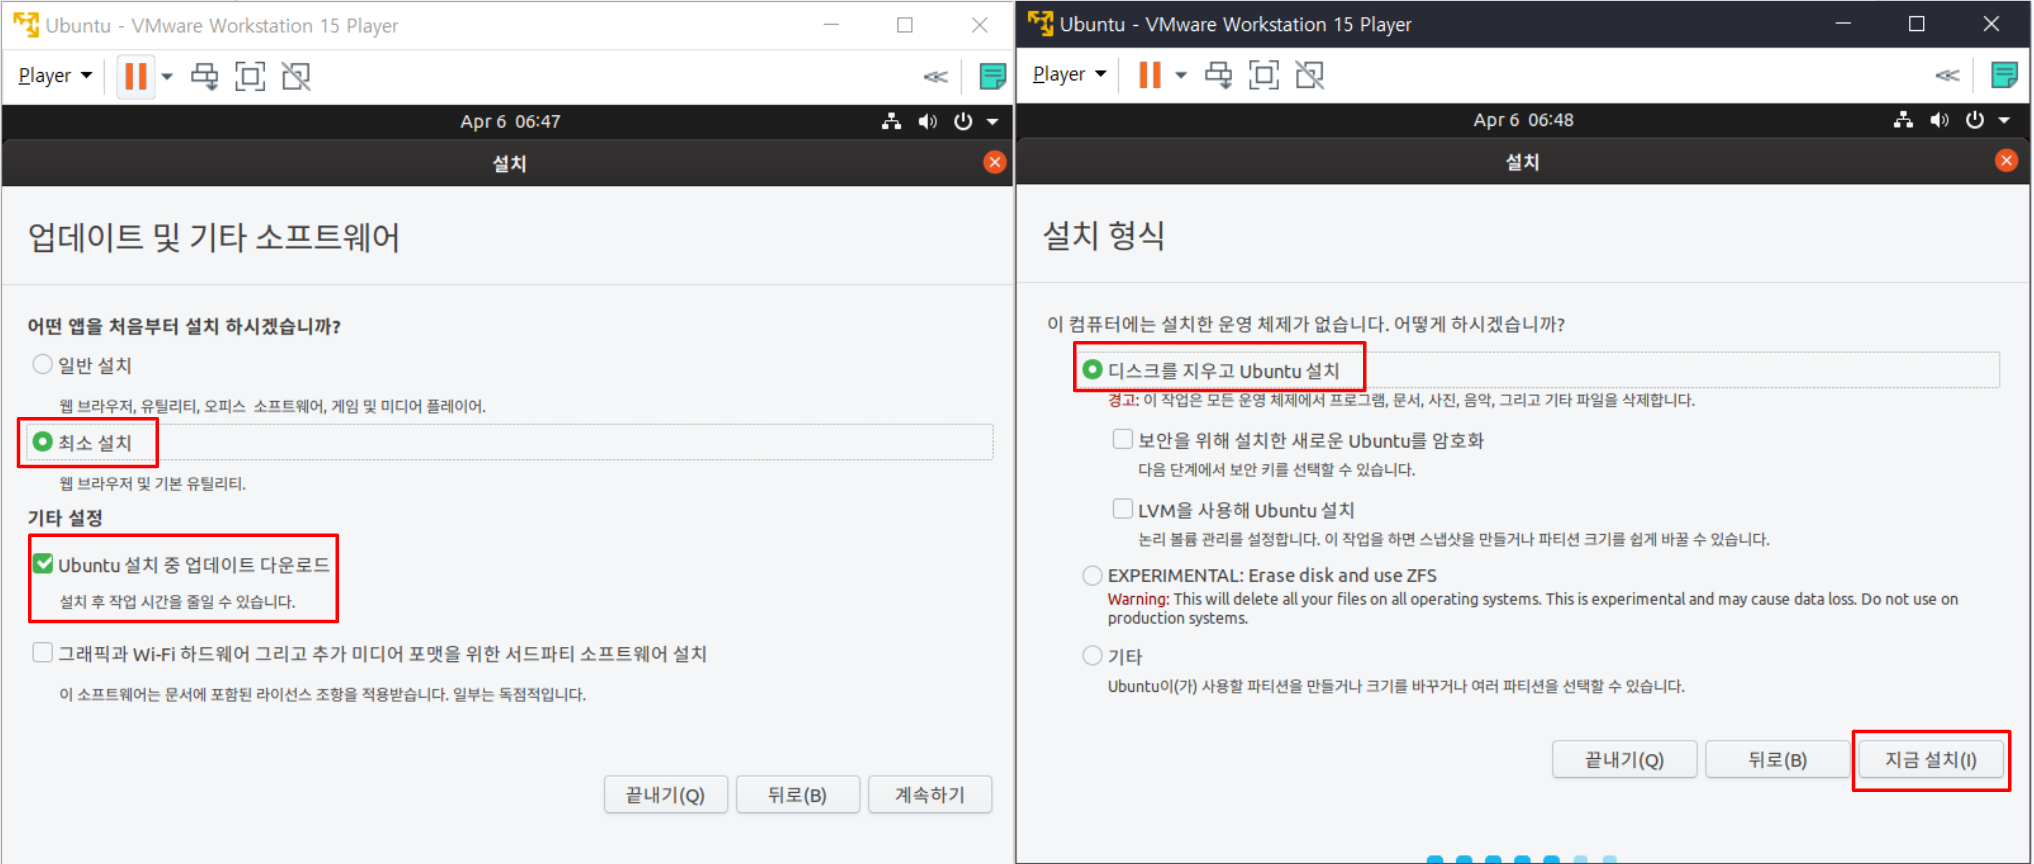 Ubuntu - VMware Workstation 15 Player
Player
Apr 6 06:47
설치
업데이트 및 기타 소프트웨어
어떤 앱을 처음부터 설치 하시겠습니까?
일반 설치
웹 브라우저, 유틸리티, 오피스 소프트웨어, 게임 및 미디어 플레이어.
최소 설치
웹 브라우저 및 기본 유틸리티.
기타 설정
Ubuntu 설치 중 업데이트 다운로드
설치 후 작업 시간을 줄일 수 있습니다.
그래픽과 Wi-Fi 하드웨어 그리고 추가 미디어 포맷을 위한 서드파티 소프트웨어 설치
이 소프트웨어는 문서에 포함된 라이선스 조항을 적용받습니다. 일부는 독점적입니다.
끝내기(Q)
뒤로(B)
계속하기
Ubuntu - VMware Workstation 15 Player
Player
Apr 6 06:48
설치
설치 형식
이 컴퓨터에는 설치한 운영 체제가 없습니다. 어떻게 하시겠습니까?
디스크를 지우고 Ubuntu 설치
경고: 이 작업은 모든 운영 체제에서 프로그램, 문서, 사진, 음악, 그리고 기타 파일을 삭제합니다.
보안을 위해 설치한 새로운 Ubuntu를 암호화
다음 단계에서 보안 키를 선택할 수 있습니다.
LVM을 사용해 Ubuntu 설치
논리 볼륨 관리를 설정합니다. 이 작업을 하면 스냅샷을 만들거나 파티션 크기를 쉽게 바꿀 수 있습니다.
EXPERIMENTAL: Erase disk and use ZFS
Warning: This will delete all your files on all operating systems. This is experimental and may cause data loss. Do not use on
production systems.
기타
Ubuntu이(가) 사용할 파티션을 만들거나 크기를 바꾸거나 여러 파티션을 선택할 수 있습니다.
끝내기(Q)
뒤로(B)
지금 설치(I)